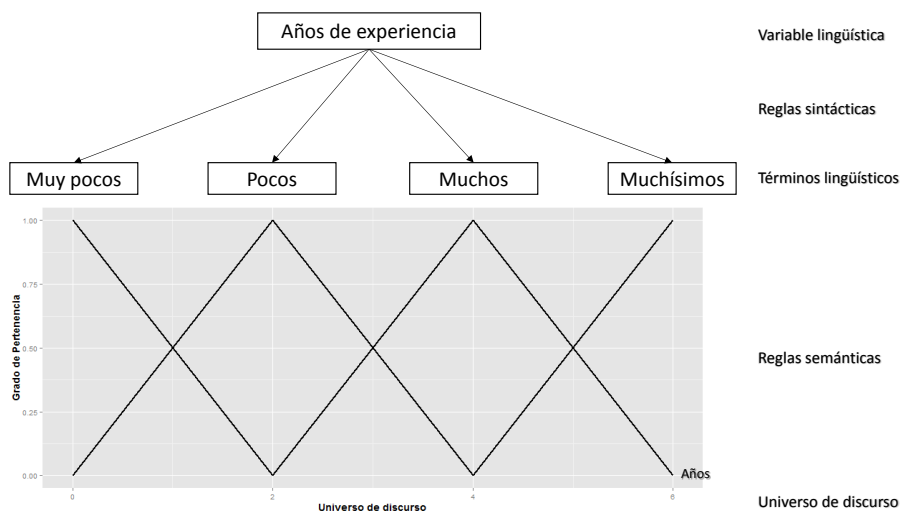 Años de experiencia
Variable lingüística
Reglas sintácticas
Muy pocos
Pocos
Muchos
Muchísimos
Términos lingüísticos
1.00
0.75
0.50
0.25
0.00
Grado de Pertenencia
Reglas semánticas
Años
0
2
4
6
Universo de discurso
Universo de discurso